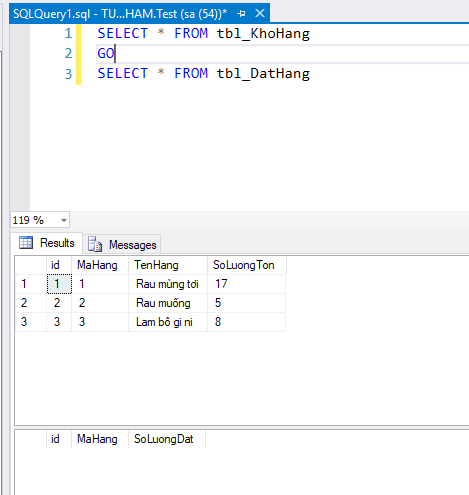 SQLQuery1.sql - TU...HAM.Test (sa (54))*
1 SELECT * FROM tbl_KhoHang
2 GO
3 SELECT * FROM tbl_DatHang
119 %
Results Messages
id MaHang TenHang SoLuongTon
1 1 1 Rau mùng tơi 17
2 2 2 Rau muống 5
3 3 3 Lam bô gi ni 8
id MaHang SoLuongDat